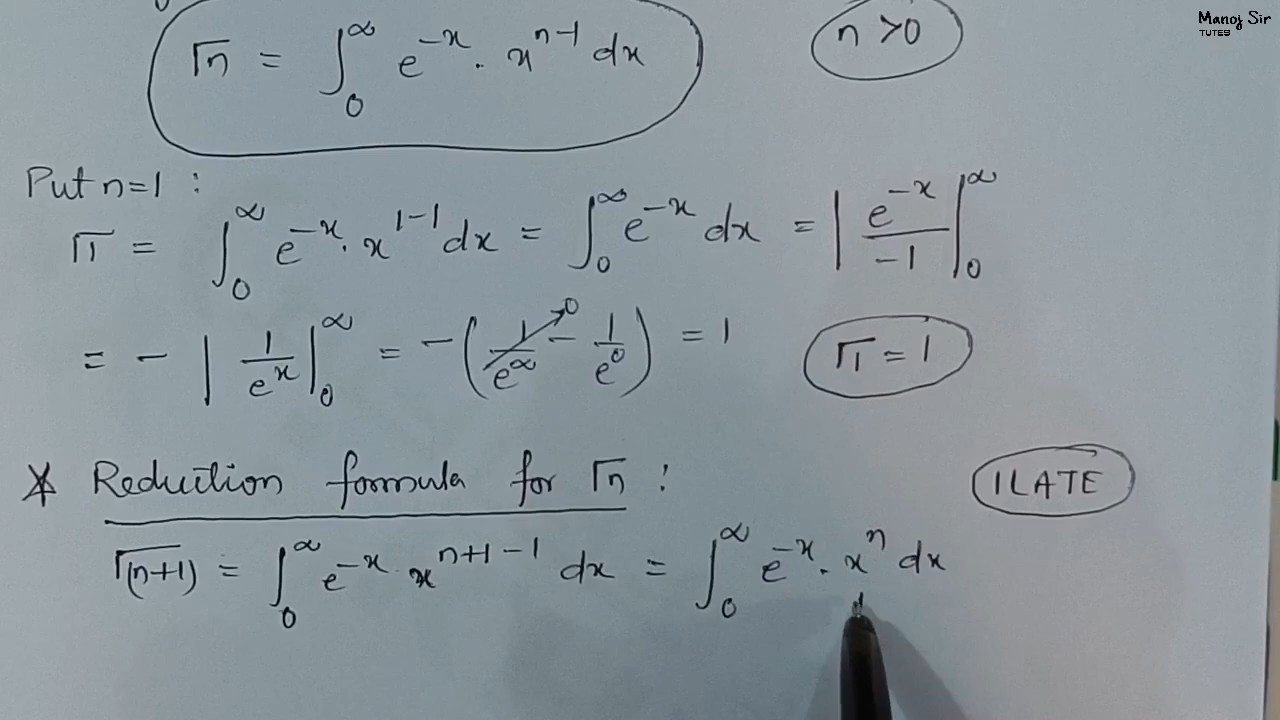 Manoj Sir
TUTES
Γn = ∫₀^∞ e^{-x} . x^{n-1} dx n >0
Put n=1 :
Γ1 = ∫₀^∞ e^{-x} . x^{1-1} dx = ∫₀^∞ e^{-x} dx = | e^{-x} / -1 |₀^∞
= - | 1 / e^x |₀^∞ = - ( 1 / e^∞ ↗0 - 1 / e^0 ) = 1 Γ1 = 1
* Reduction formula for Γn : ILATE
Γ(n+1) = ∫₀^∞ e^{-x} . x^{n+1-1} dx = ∫₀^∞ e^{-x} . x^n dx